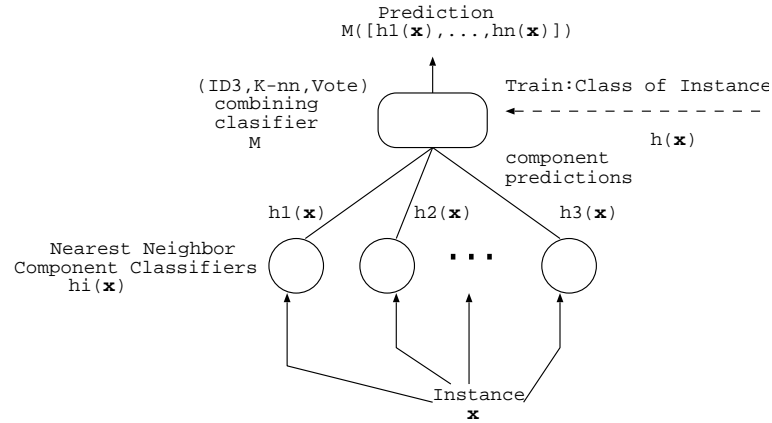 Prediction
M([h1(x),...,hn(x)])
(ID3,K-nn,Vote)
combining
clasifier
M
Train:Class of Instance
h(x)
component
predictions
h1(x)
h2(x)
h3(x)
Nearest Neighbor
Component Classifiers
hi(x)
...
Instance
x